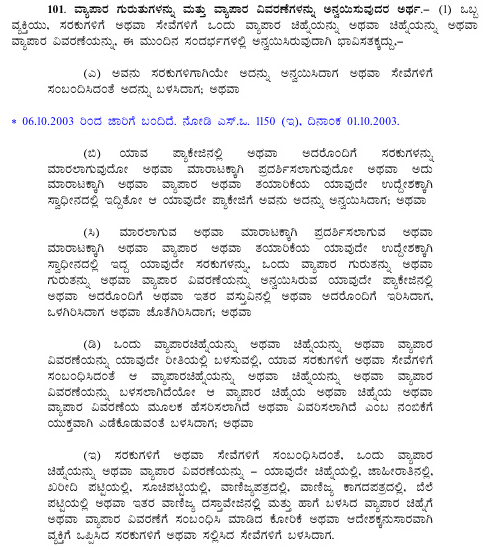 101. ವ್ಯಾಪಾರ ಗುರುತುಗಳನ್ನು ಮತ್ತು ವ್ಯಾಪಾರ ವಿವರಣೆಗಳನ್ನು ಅನ್ವಯಿಸುವುದರ ಅರ್ಥ.– (1) ಒಬ್ಬ
ವ್ಯಕ್ತಿಯು, ಸರಕುಗಳಿಗೆ ಅಥವಾ ಸೇವೆಗಳಿಗೆ ಒಂದು ವ್ಯಾಪಾರ ಚಿಹ್ನೆಯನ್ನು ಅಥವಾ ಚಿಹ್ನೆಯನ್ನು ಅಥವಾ
ವ್ಯಾಪಾರ ವಿವರಣೆಯನ್ನು, ಈ ಮುಂದಿನ ಸಂದರ್ಭಗಳಲ್ಲಿ ಅನ್ವಯಿಸಿರುವುದಾಗಿ ಭಾವಿಸತಕ್ಕದ್ದು,–
(ಎ) ಅವನು ಸರಕುಗಳಿಗಾಗಿಯೇ ಅದನ್ನು ಅನ್ವಯಿಸಿದಾಗ ಅಥವಾ ಸೇವೆಗಳಿಗೆ
ಸಂಬಂದಿಸಿದಂತೆ ಅದನ್ನು ಬಳಸಿದಾಗ; ಅಥವಾ
* 06.10.2003 ರಿಂದ ಜಾರಿಗೆ ಬಂದಿದೆ. ನೋಡಿ ಎಸ್.ಒ. 1150 (ಇ), ದಿನಾಂಕ 01.10.2003.
(ಬಿ) ಯಾವ ಪ್ಯಾಕೇಜಿನಲ್ಲಿ ಅಥವಾ ಅದರೊಂದಿಗೆ ಸರಕುಗಳನ್ನು
ಮಾರಲಾಗುವುದೋ ಅಥವಾ ಮಾರಾಟಕ್ಕಾಗಿ ಪ್ರದರ್ಶಿಸಲಾಗುವುದೋ ಅಥವಾ ಅದು
ಮಾರಾಟಕ್ಕಾಗಿ ಅಥವಾ ವ್ಯಾಪಾರ ಅಥವಾ ತಯಾರಿಕೆಯ ಯಾವುದೇ ಉದ್ದೇಶಕ್ಕಾಗಿ
ಸ್ವಾಧೀನದಲ್ಲಿ ಇದ್ದಿತೋ ಆ ಯಾವುದೇ ಪ್ಯಾಕೇಜಿಗೆ ಅವನು ಅದನ್ನು ಅನ್ವಯಿಸಿದಾಗ; ಅಥವಾ
(ಸಿ) ಮಾರಲಾಗುವ ಅಥವಾ ಮಾರಾಟಕ್ಕಾಗಿ ಪ್ರದರ್ಶಿಸಲಾಗುವ ಅಥವಾ
ಮಾರಾಟಕ್ಕಾಗಿ ಅಥವಾ ವ್ಯಾಪಾರ ಅಥವಾ ತಯಾರಿಕೆಯ ಯಾವುದೇ ಉದ್ದೇಶಕ್ಕಾಗಿ
ಸ್ವಾಧೀನದಲ್ಲಿ ಇದ್ದ ಯಾವುದೇ ಸರಕುಗಳನ್ನು, ಒಂದು ವ್ಯಾಪಾರ ಗುರುತನ್ನು ಅಥವಾ
ಗುರುತನ್ನು ಅಥವಾ ವ್ಯಾಪಾರ ವಿವರಣೆಯನ್ನು ಅನ್ವಯಿಸಿರುವ ಯಾವುದೇ ಪ್ಯಾಕೇಜಿನಲ್ಲಿ
ಅಥವಾ ಅದರೊಂದಿಗೆ ಅಥವಾ ಇತರ ವಸ್ತುವಿನಲ್ಲಿ ಅಥವಾ ಅದರೊಂದಿಗೆ ಇರಿಸಿದಾಗ,
ಒಳಗಿರಿಸಿದಾಗ ಅಥವಾ ಜೊತೆಗಿರಿಸಿದಾಗ; ಅಥವಾ
(ಡಿ) ಒಂದು ವ್ಯಾಪಾರಚಿಹ್ನೆಯನ್ನು ಅಥವಾ ಚಿಹ್ನೆಯನ್ನು ಅಥವಾ ವ್ಯಾಪಾರ
ವಿವರಣೆಯನ್ನು ಯಾವುದೇ ರೀತಿಯಲ್ಲಿ ಬಳಸುವಲ್ಲಿ, ಯಾವ ಸರಕುಗಳಿಗೆ ಅಥವಾ ಸೇವೆಗಳಿಗೆ
ಸಂಬಂಧಿಸಿದಂತೆ ಆ ವ್ಯಾಪಾರಚಿಹ್ನೆಯನ್ನು ಅಥವಾ ಚಿಹ್ನೆಯನ್ನು ಅಥವಾ ವ್ಯಾಪಾರ
ವಿವರಣೆಯನ್ನು ಬಳಸಲಾಗಿದೆಯೋ ಆ ವ್ಯಾಪಾರ ಚಿಹ್ನೆಯ ಅಥವಾ ಚಿಹ್ನೆಯ ಅಥವಾ
ವ್ಯಾಪಾರ ವಿವರಣೆಯ ಮೂಲಕ ಹೆಸರಿಸಲಾಗಿದೆ ಅಥವಾ ವಿವರಿಸಲಾಗಿದೆ ಎಂಬ ನಂಬಿಕೆಗೆ
ಯುಕ್ತವಾಗಿ ಎಡೆಕೊಡುವಂತೆ ಬಳಸಿದಾಗ; ಅಥವಾ
(ಇ) ಸರಕುಗಳಿಗೆ ಅಥವಾ ಸೇವೆಗಳಿಗೆ ಸಂಬಂಧಿಸಿದಂತೆ, ಒಂದು ವ್ಯಾಪಾರ
ಚಿಹ್ನೆಯನ್ನು ಅಥವಾ ವ್ಯಾಪಾರ ವಿವರಣೆಯನ್ನು – ಯಾವುದೇ ಚಿಹ್ನೆಯಲ್ಲಿ, ಜಾಹೀರಾತಿನಲ್ಲಿ,
ಖರೀದಿ ಪಟ್ಟಿಯಲ್ಲಿ, ಸೂಚಿಪಟ್ಟಿಯಲ್ಲಿ, ವಾಣಿಜ್ಯಪತ್ರದಲ್ಲಿ, ವಾಣಿಜ್ಯ ಕಾಗದಪತ್ರದಲ್ಲಿ, ಬೆಲೆ
ಪಟ್ಟಿಯಲ್ಲಿ ಅಥವಾ ಇತರ ವಾಣಿಜ್ಯ ದಸ್ತಾವೇಜಿನಲ್ಲಿ ಮತ್ತು ಹಾಗೆ ಬಳಸಿದ ವ್ಯಾಪಾರ ಚಿಹ್ನೆಗೆ
ಅಥವಾ ವ್ಯಾಪಾರ ವಿವರಣೆಗೆ ಸಂಬಂಧಿಸಿ ಮಾಡಿದ ಕೋರಿಕೆ ಅಥವಾ ಆದೇಶಕ್ಕನುಸಾರವಾಗಿ
ವ್ಯಕ್ತಿಗೆ ಒಪ್ಪಿಸಿದ ಸರಕುಗಳಿಗೆ ಅಥವಾ ಸಲ್ಲಿಸಿದ ಸೇವೆಗಳಿಗೆ ಬಳಸಿದಾಗ.